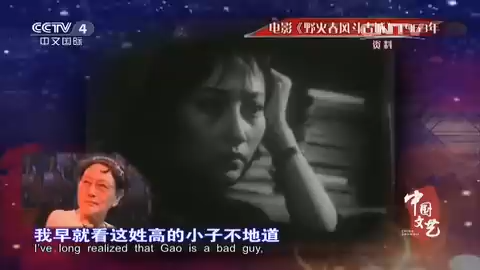 CCTV 4
中文国际
电影《野火春风斗古城》1963年
资料
中国文艺
我早就看这姓高的小子不地道
I've long realized that Gao is a bad guy,